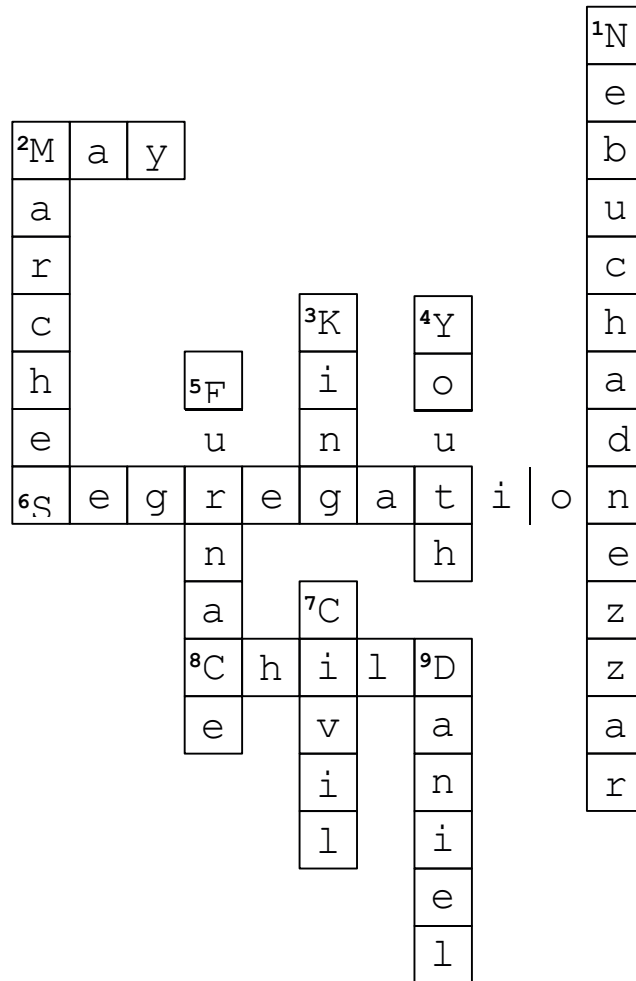 1N
e
2M a y b
a u
r c
c 3K 4Y h
h 5F i o a
e u n u d
6S e g r e g a t i o n
n h e
a 7C z
8C h i l 9D z
e v a a
i n r
l i
e
l